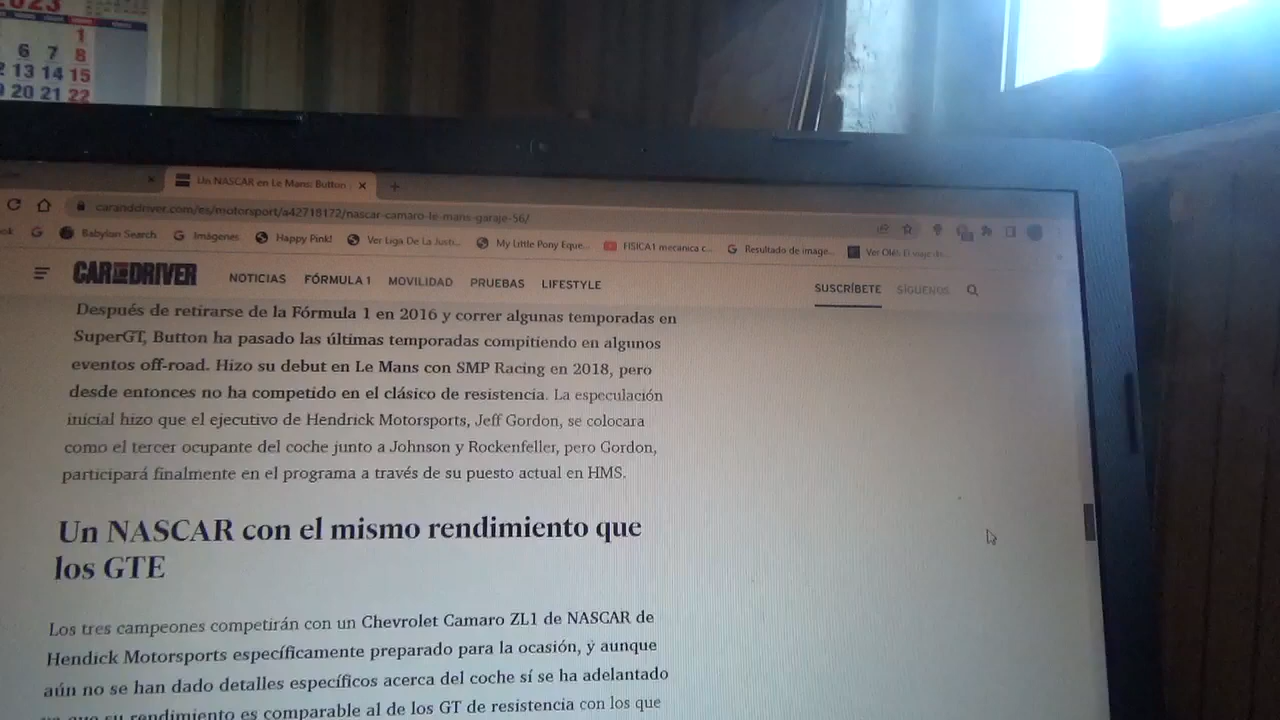 2023
1
6 7 8
13 14 15
20 21 22
Un NASCAR en Le Mans: Button
caranddriver.com/es/motorsport/a42718172/nascar-camaro-le-mans-garaje-56/
Babylon Search Imágenes Happy Pink! Ver Liga De La Justi... My Little Pony Eque... FISICA1 mecanica c... Resultado de image... Ver Olé!
CAR AND DRIVER NOTICIAS FÓRMULA 1 MOVILIDAD PRUEBAS LIFESTYLE SUSCRÍBETE SÍGUENOS
Después de retirarse de la Fórmula 1 en 2016 y correr algunas temporadas en
SuperGT, Button ha pasado las últimas temporadas compitiendo en algunos
eventos off-road. Hizo su debut en Le Mans con SMP Racing en 2018, pero
desde entonces no ha competido en el clásico de resistencia. La especulación
inicial hizo que el ejecutivo de Hendrick Motorsports, Jeff Gordon, se colocara
como el tercer ocupante del coche junto a Johnson y Rockenfeller, pero Gordon,
participará finalmente en el programa a través de su puesto actual en HMS.
Un NASCAR con el mismo rendimiento que
los GTE
Los tres campeones competirán con un Chevrolet Camaro ZL1 de NASCAR de
Hendick Motorsports específicamente preparado para la ocasión, y aunque
aún no se han dado detalles específicos acerca del coche sí se ha adelantado
que su rendimiento es comparable al de los GT de resistencia con los que